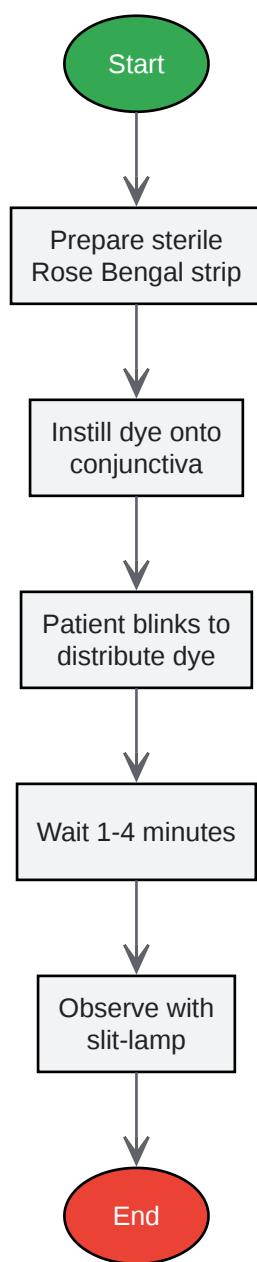 Start
Prepare sterile
Rose Bengal strip
Instill dye onto
conjunctiva
Patient blinks to
distribute dye
Wait 1-4 minutes
Observe with
slit-lamp
End